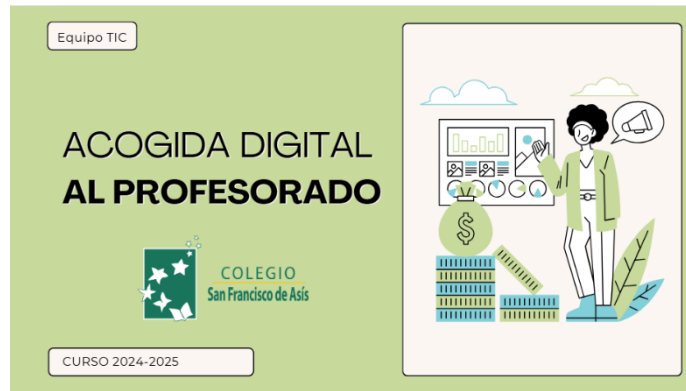 Equipo TIC
ACOGIDA DIGITAL
AL PROFESORADO
COLEGIO
San Francisco de Asís
CURSO 2024-2025
$